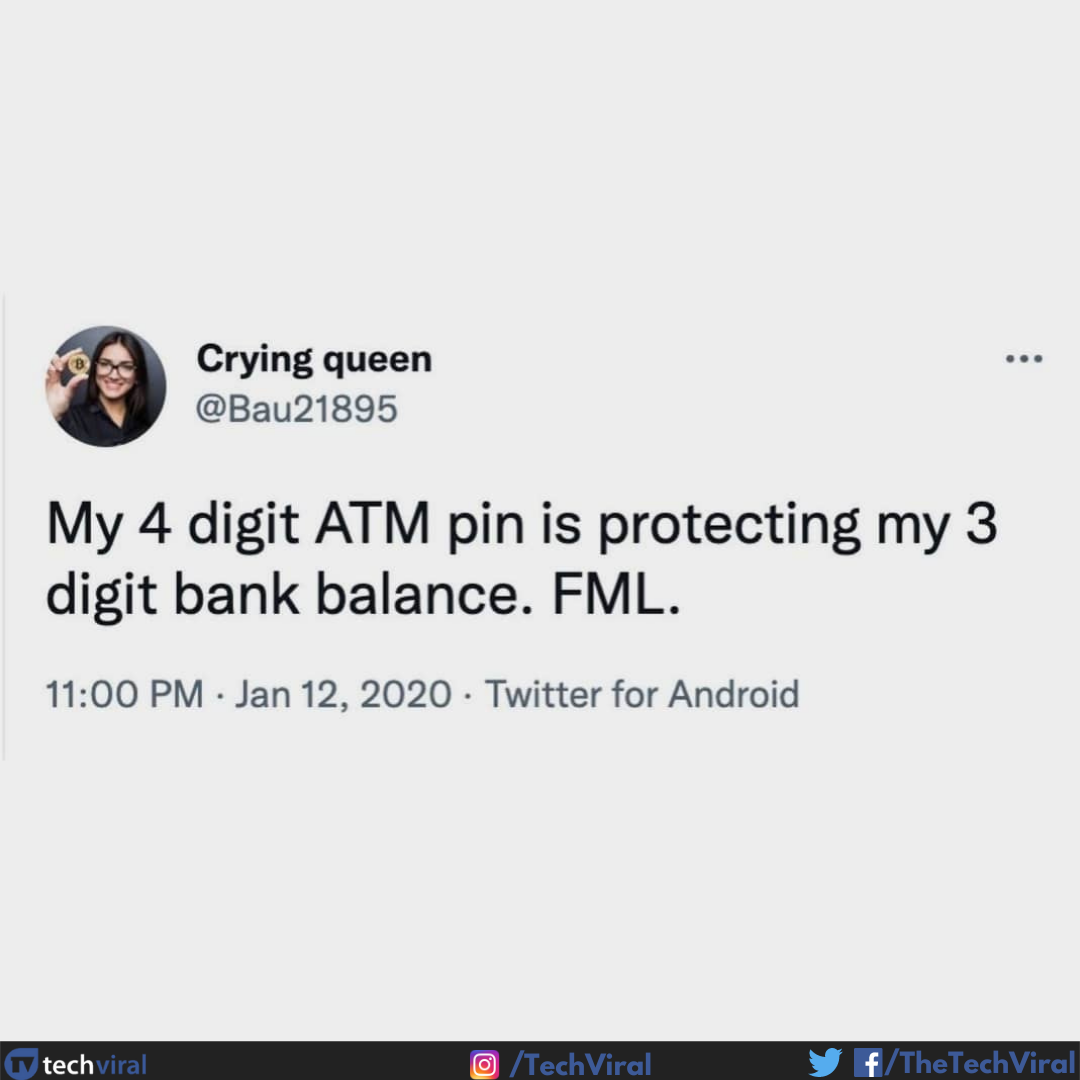 Crying queen
@Bau21895
My 4 digit ATM pin is protecting my 3
digit bank balance. FML.
11:00 PM · Jan 12, 2020 · Twitter for Android
techviral
/TechViral
/TheTechViral